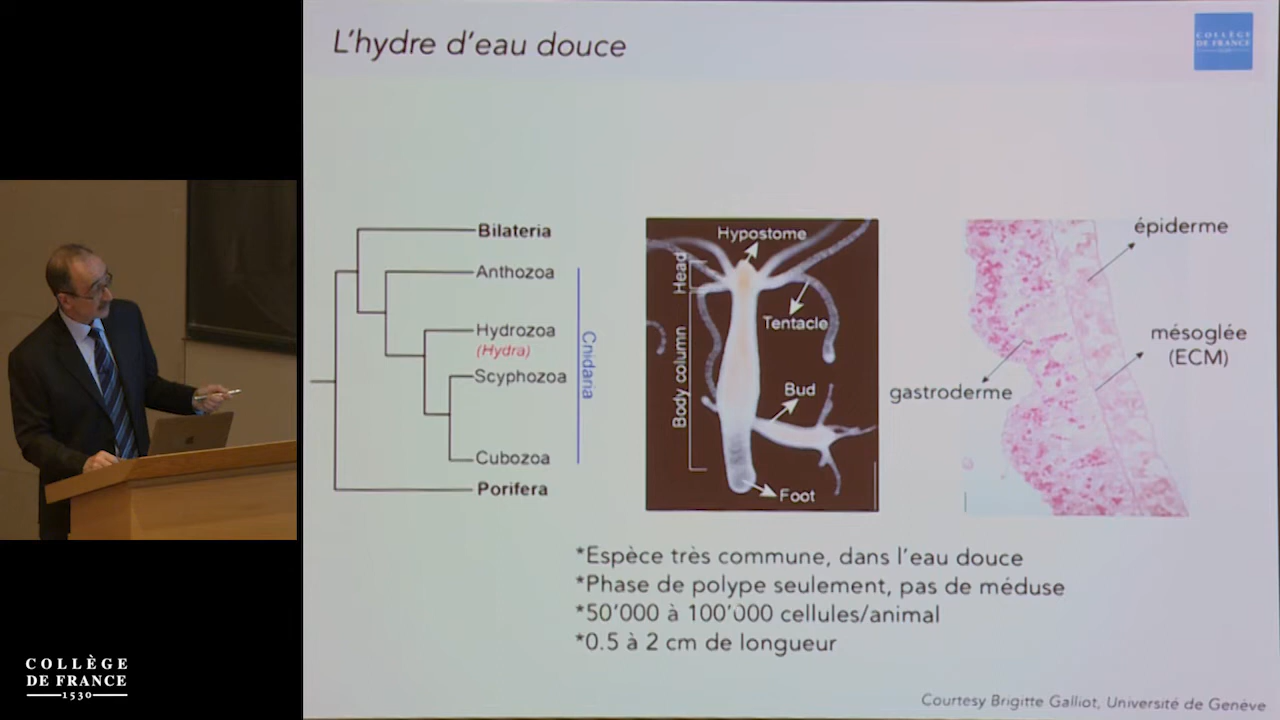 L'hydre d'eau douce
COLLÈGE
DE FRANCE
1530
Bilateria
Anthozoa
Hydrozoa
(Hydra)
Scyphozoa
Cubozoa
Porifera
Cnidaria
Hypostome
Head
Tentacle
Body column
Bud
Foot
épiderme
mésoglée
(ECM)
gastroderme
*Espèce très commune, dans l'eau douce
*Phase de polype seulement, pas de méduse
*50'000 à 100'000 cellules/animal
*0.5 à 2 cm de longueur
Courtesy Brigitte Galliot, Université de Genève
COLLÈGE
DE FRANCE
1530